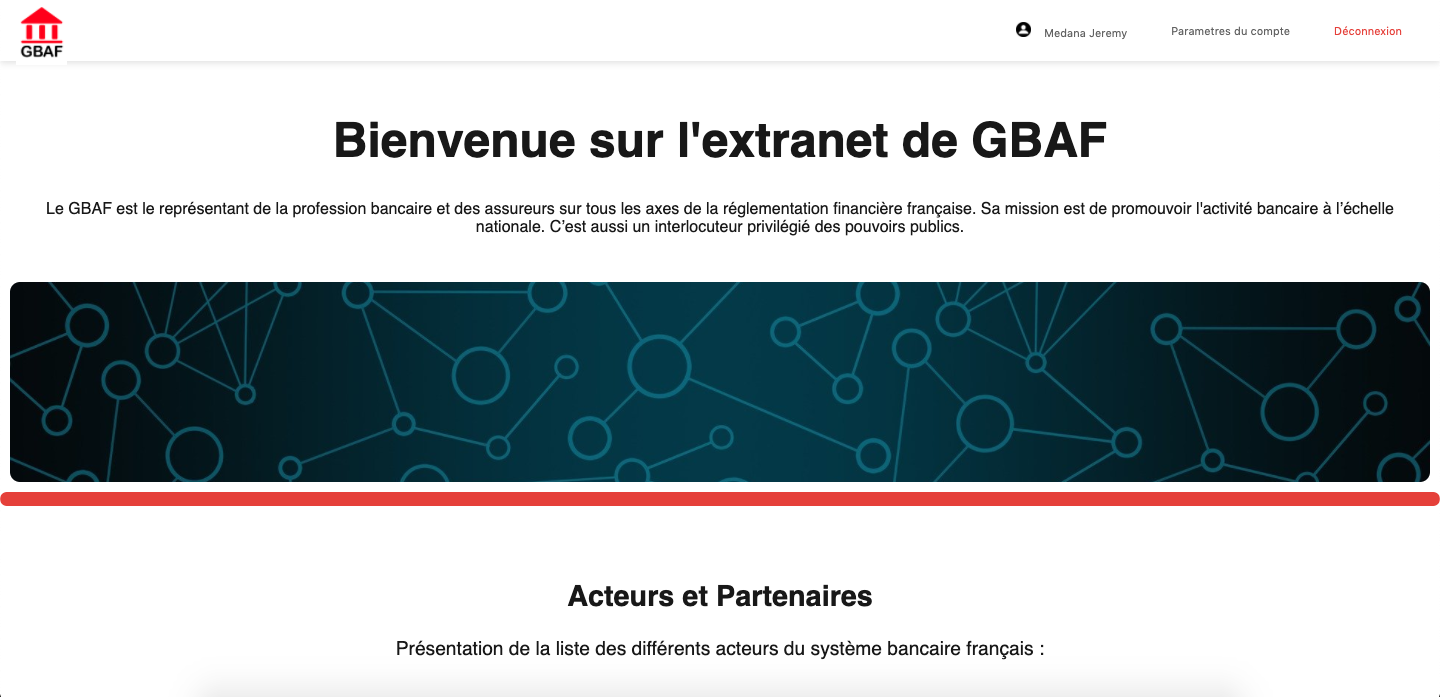 GBAF
Medana Jeremy
Parametres du compte
Déconnexion
Bienvenue sur l'extranet de GBAF
Le GBAF est le représentant de la profession bancaire et des assureurs sur tous les axes de la réglementation financière française. Sa mission est de promouvoir l'activité bancaire à l’échelle
nationale. C’est aussi un interlocuteur privilégié des pouvoirs publics.
Acteurs et Partenaires
Présentation de la liste des différents acteurs du système bancaire français :